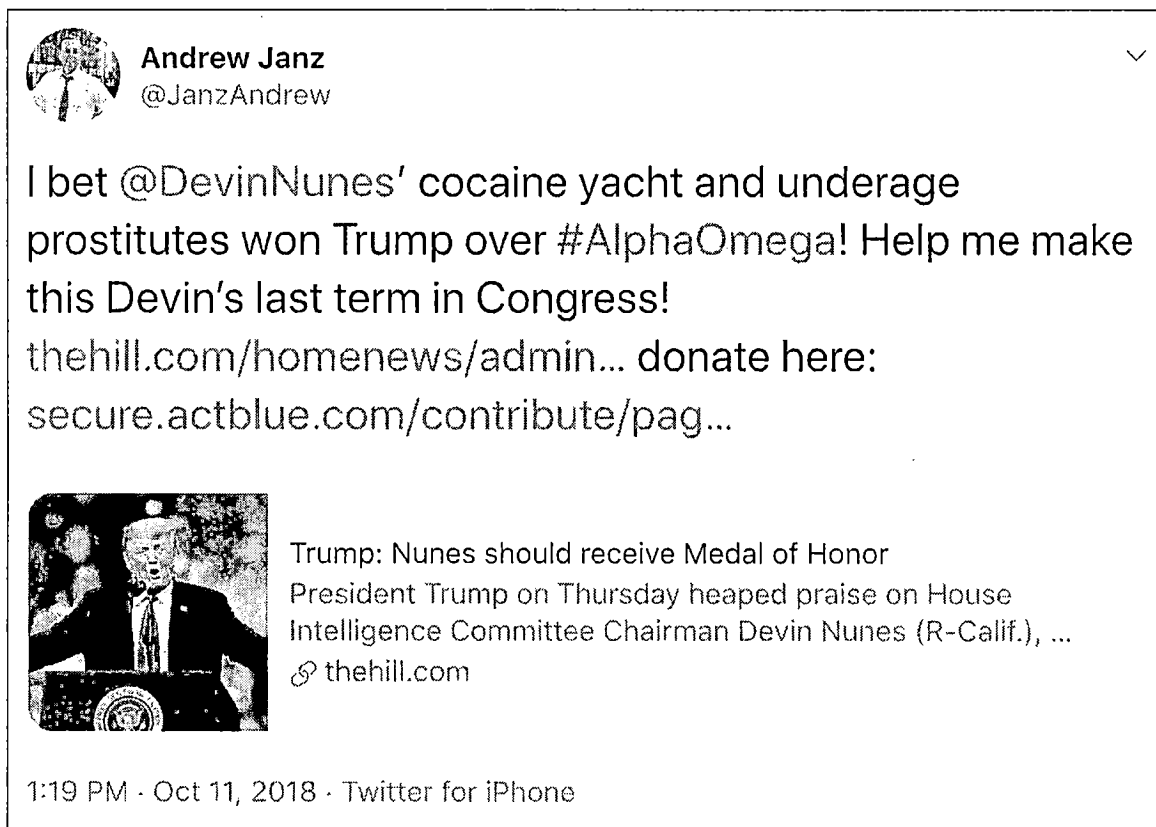 Andrew Janz
@JanzAndrew
I bet @DevinNunes' cocaine yacht and underage
prostitutes won Trump over #AlphaOmega! Help me make
this Devin's last term in Congress!
thehill.com/homenews/admin... donate here:
secure.actblue.com/contribute/pag...
Trump: Nunes should receive Medal of Honor
President Trump on Thursday heaped praise on House
Intelligence Committee Chairman Devin Nunes (R-Calif.), ...
thehill.com
1:19 PM · Oct 11, 2018 · Twitter for iPhone